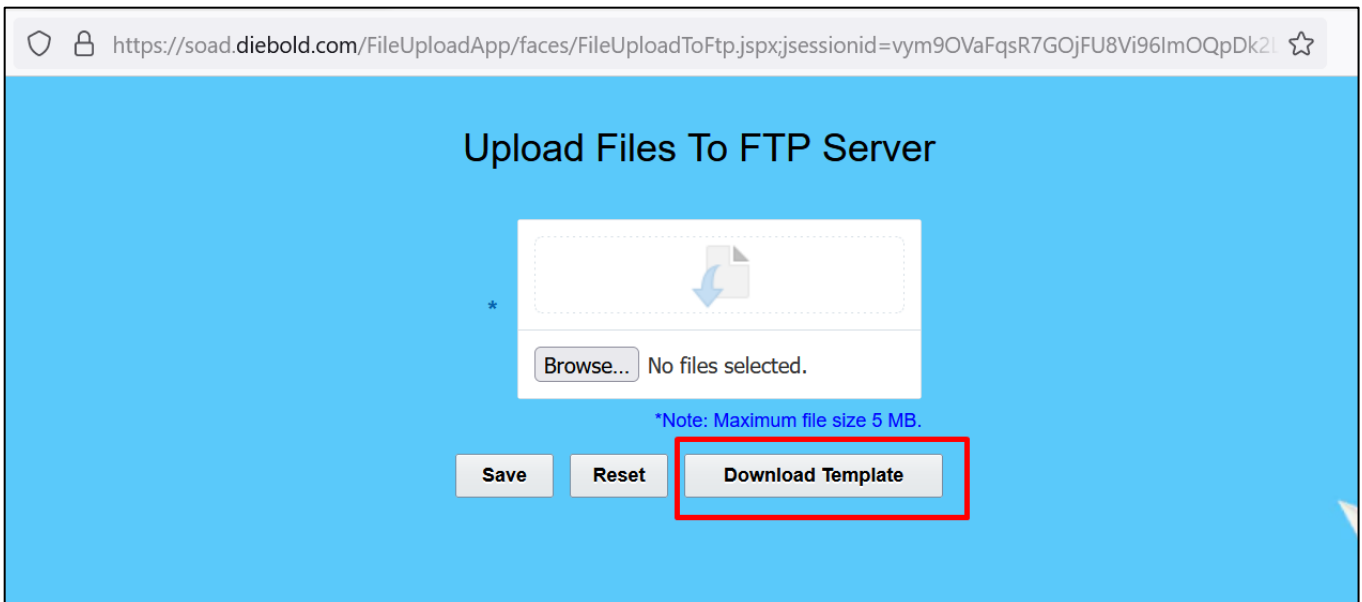 https://soad.diebold.com/FileUploadApp/faces/FileUploadToFtp.jspx;jsessionid=vym9OVaFqsR7GOjFU8Vi96ImOQpDk2
Upload Files To FTP Server
*
Browse... No files selected.
*Note: Maximum file size 5 MB.
Save Reset Download Template